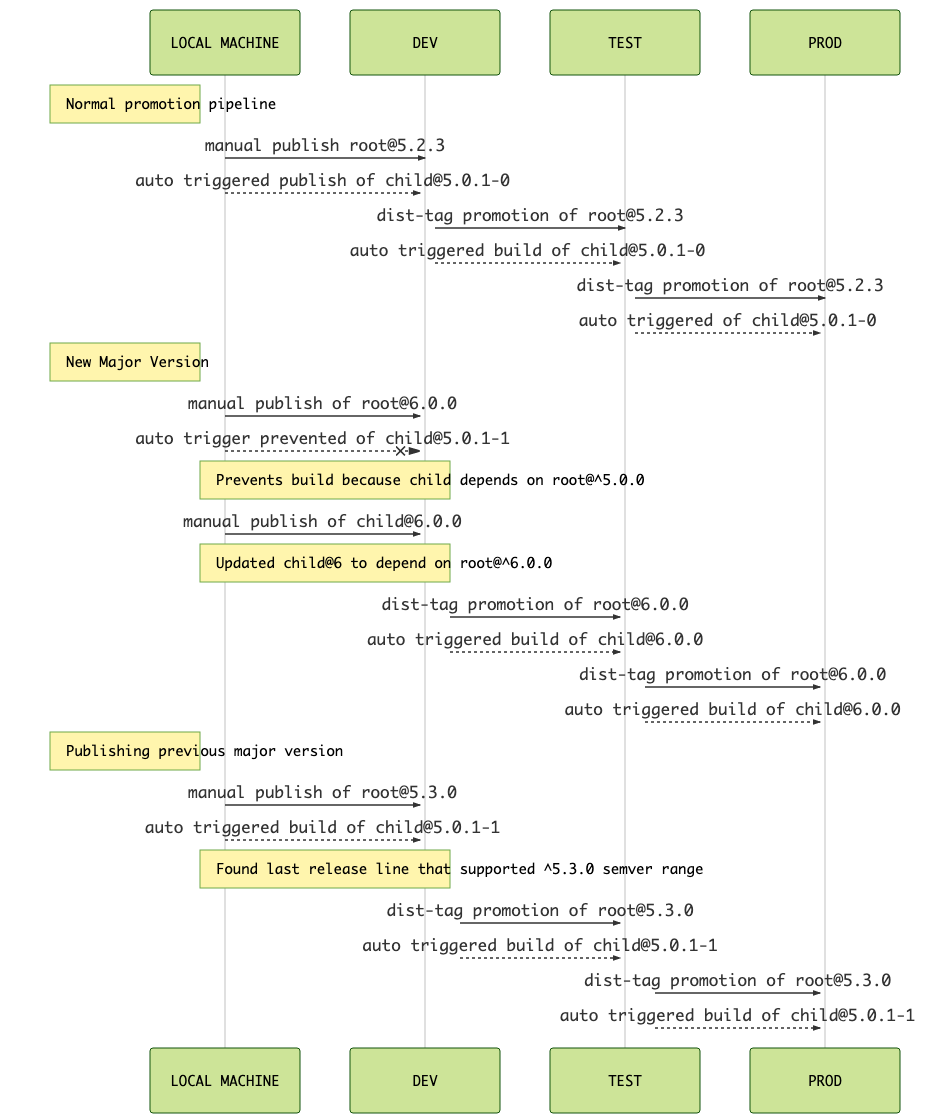 LOCAL MACHINE
DEV
TEST
PROD
Normal promotion pipeline
manual publish root@5.2.3
auto triggered publish of child@5.0.1-0
dist-tag promotion of root@5.2.3
auto triggered build of child@5.0.1-0
dist-tag promotion of root@5.2.3
auto triggered of child@5.0.1-0
New Major Version
manual publish of root@6.0.0
auto trigger prevented of child@5.0.1-1
Prevents build because child depends on root@^5.0.0
manual publish of child@6.0.0
Updated child@6 to depend on root@^6.0.0
dist-tag promotion of root@6.0.0
auto triggered build of child@6.0.0
dist-tag promotion of root@6.0.0
auto triggered build of child@6.0.0
Publishing previous major version
manual publish of root@5.3.0
auto triggered build of child@5.0.1-1
Found last release line that supported ^5.3.0 semver range
dist-tag promotion of root@5.3.0
auto triggered build of child@5.0.1-1
dist-tag promotion of root@5.3.0
auto triggered build of child@5.0.1-1
LOCAL MACHINE
DEV
TEST
PROD